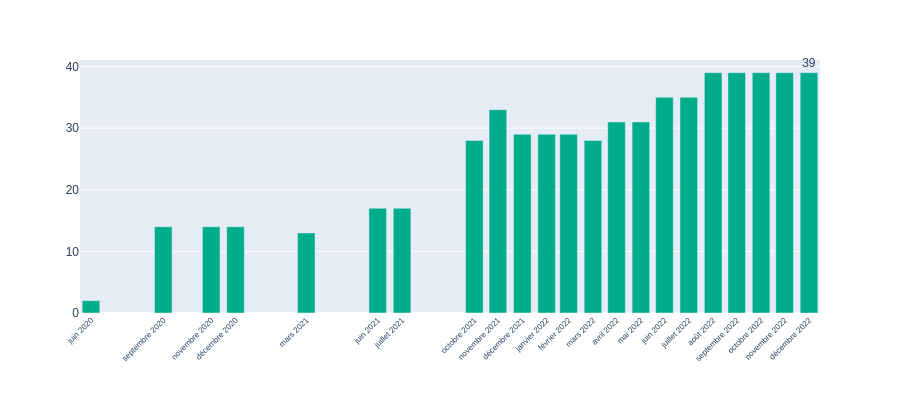 39
40
30
20
10
0
juin 2020
septembre 2020
novembre 2020
décembre 2020
mars 2021
juin 2021
juillet 2021
octobre 2021
novembre 2021
décembre 2021
janvier 2022
février 2022
mars 2022
avril 2022
mai 2022
juin 2022
juillet 2022
août 2022
septembre 2022
octobre 2022
novembre 2022
décembre 2022